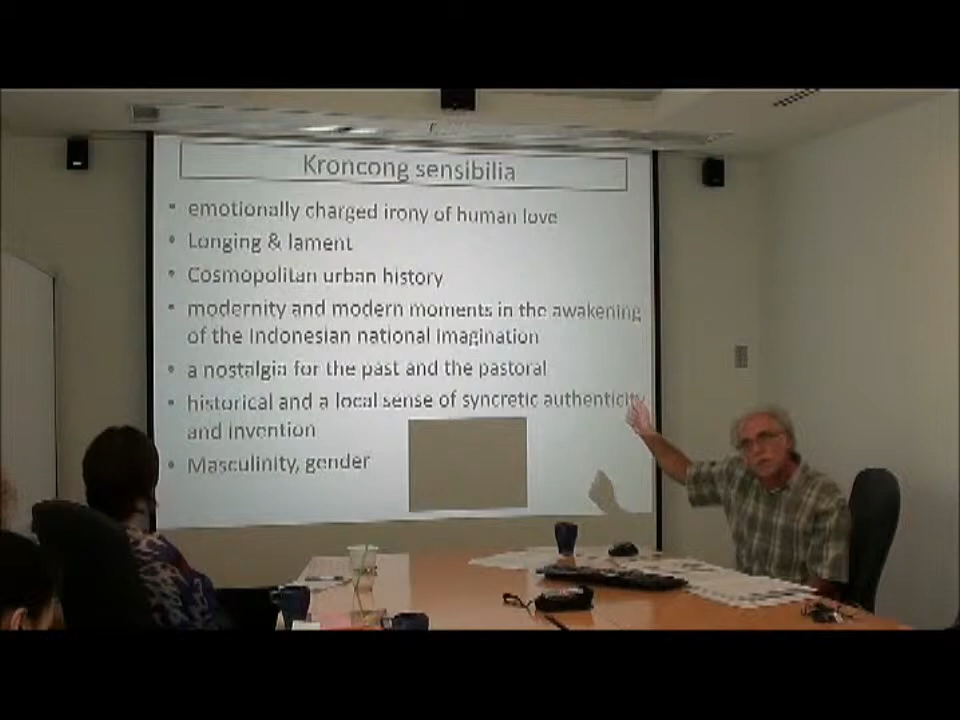 Kroncong sensibilia
• emotionally charged irony of human love
• Longing & lament
• Cosmopolitan urban history
• modernity and modern moments in the awakening
of the Indonesian national imagination
• a nostalgia for the past and the pastoral
• historical and a local sense of syncretic authenticity
and invention
• Masculinity, gender